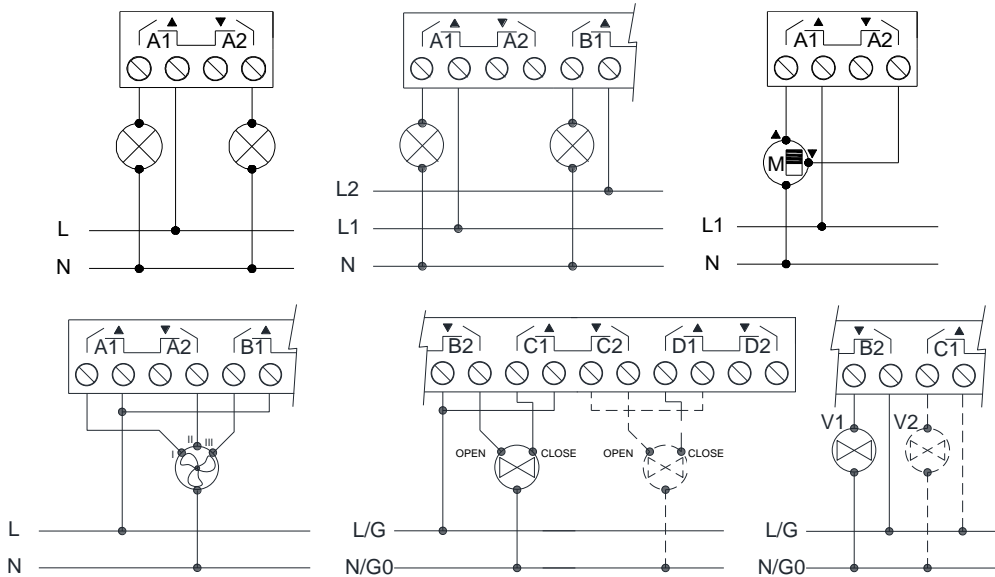 A1 A2
L
N
A1 A2 B1
L2
L1
N
A1 A2
M
L1
N
A1 A2 B1
I II III
L
N
B2 C1 C2 D1 D2
OPEN CLOSE OPEN CLOSE
L/G
N/G0
B2 C1
V1 V2
L/G
N/G0